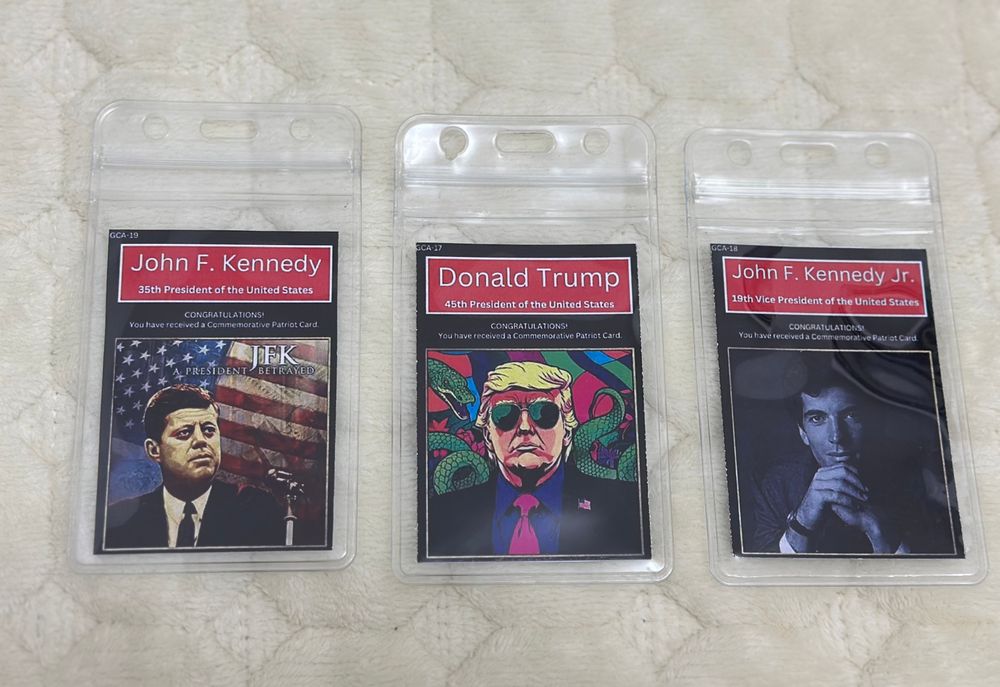 GCA-19
John F. Kennedy
35th President of the United States
CONGRATULATIONS!
You have received a Commemorative Patriot Card.
JFK
A PRESIDENT BETRAYED
GCA-17
Donald Trump
45th President of the United States
CONGRATULATIONS!
You have received a Commemorative Patriot Card.
GCA-18
John F. Kennedy Jr.
19th Vice President of the United States
CONGRATULATIONS!
You have received a Commemorative Patriot Card.